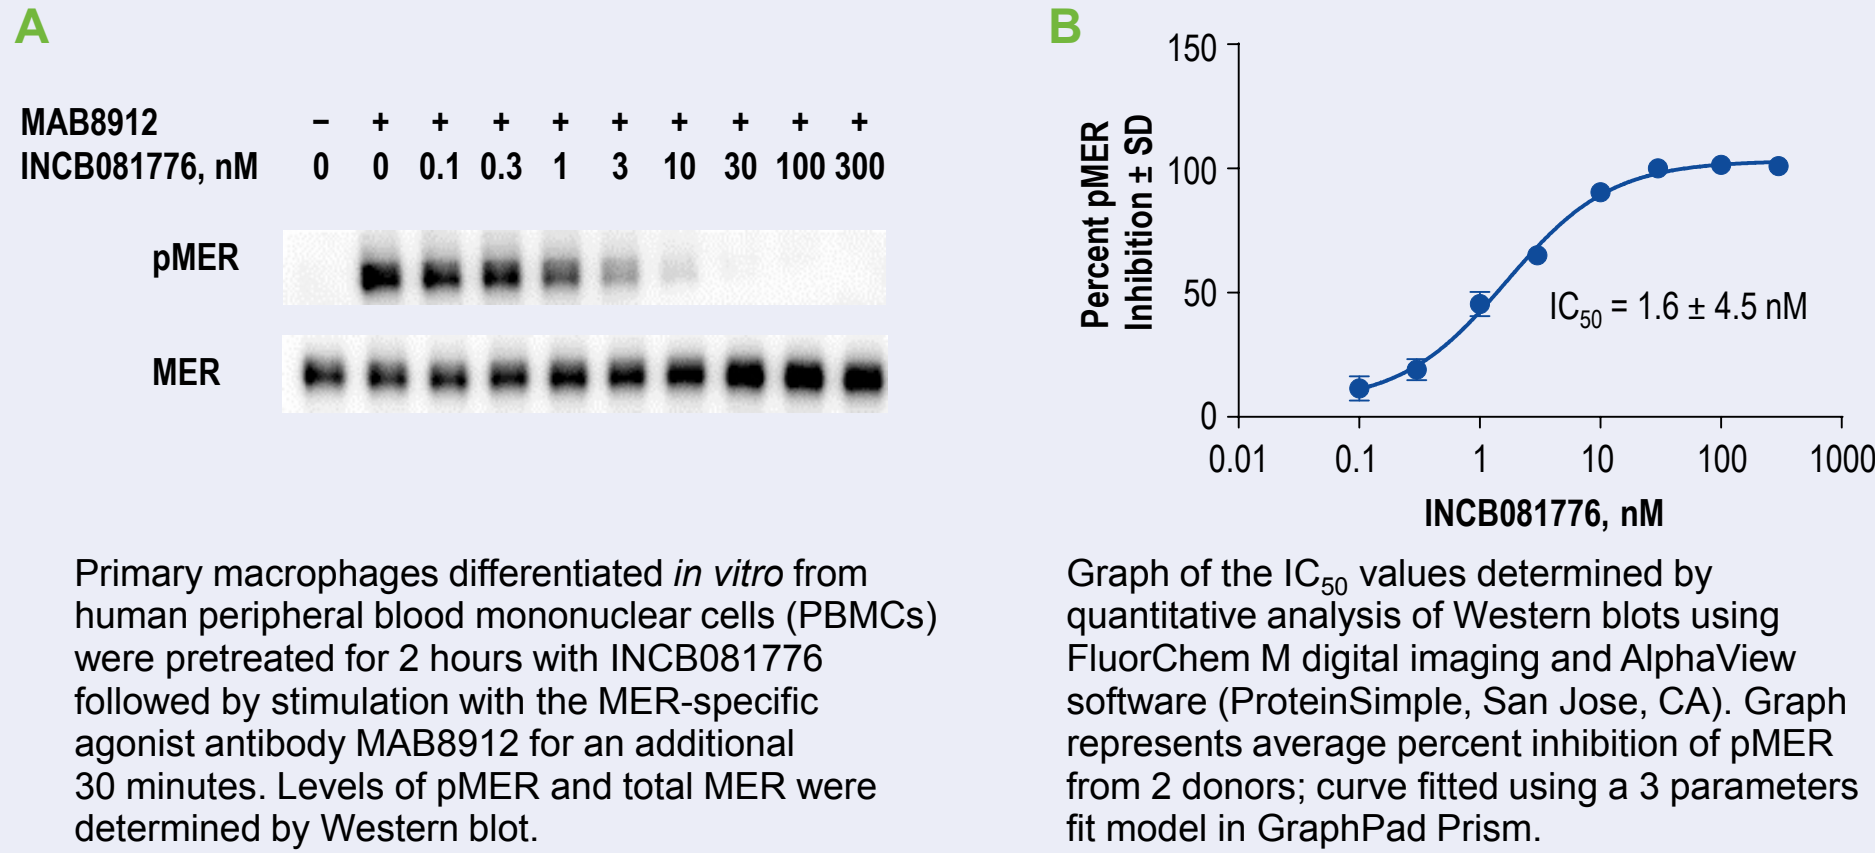 A
MAB8912 – + + + + + + + + +
INCB081776, nM 0 0 0.1 0.3 1 3 10 30 100 300
pMER
MER
Primary macrophages differentiated in vitro from
human peripheral blood mononuclear cells (PBMCs)
were pretreated for 2 hours with INCB081776
followed by stimulation with the MER-specific
agonist antibody MAB8912 for an additional
30 minutes. Levels of pMER and total MER were
determined by Western blot.
B
Percent pMER
Inhibition ± SD
150
100
50
0
IC50 = 1.6 ± 4.5 nM
0.01 0.1 1 10 100 1000
INCB081776, nM
Graph of the IC50 values determined by
quantitative analysis of Western blots using
FluorChem M digital imaging and AlphaView
software (ProteinSimple, San Jose, CA). Graph
represents average percent inhibition of pMER
from 2 donors; curve fitted using a 3 parameters
fit model in GraphPad Prism.